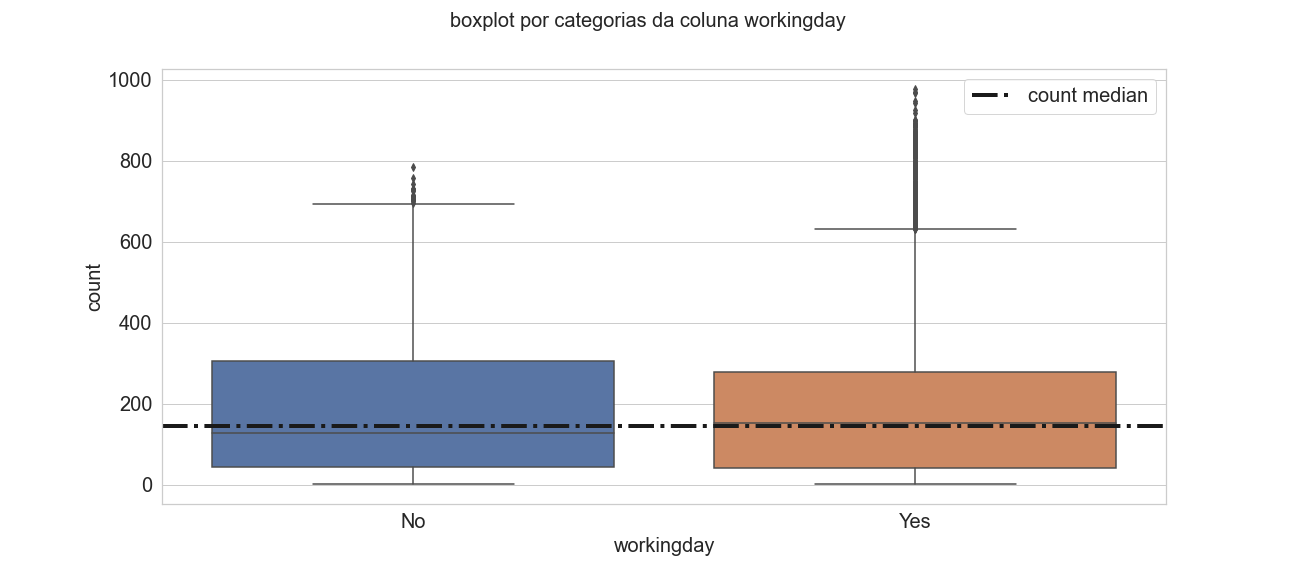 boxplot por categorias da coluna workingday
1000
count median
800
600
400
200
0
count
No
Yes
workingday